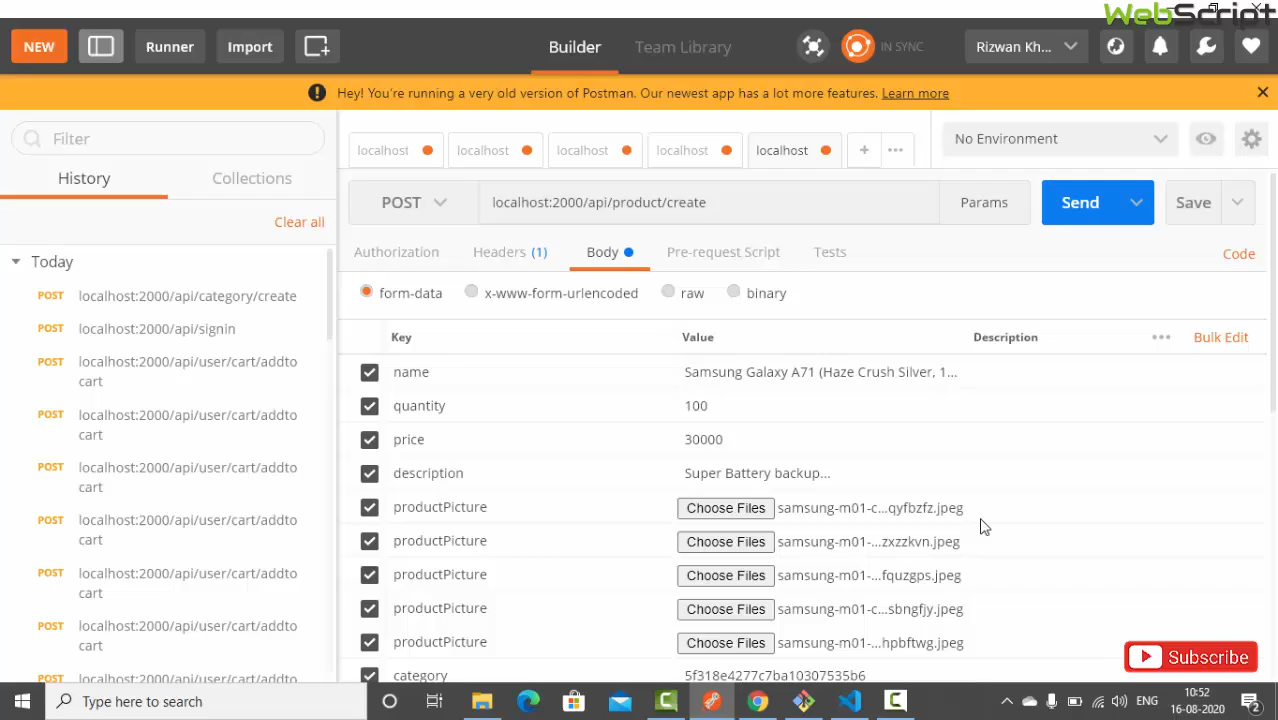 WebScript
NEW
Runner
Import
Builder
Team Library
IN SYNC
Rizwan Kh...
Hey! You're running a very old version of Postman. Our newest app has a lot more features. Learn more
Filter
History
Collections
Clear all
Today
POST localhost:2000/api/category/create
POST localhost:2000/api/signin
POST localhost:2000/api/user/cart/addto
cart
POST localhost:2000/api/user/cart/addto
cart
POST localhost:2000/api/user/cart/addto
cart
POST localhost:2000/api/user/cart/addto
cart
POST localhost:2000/api/user/cart/addto
cart
POST localhost:2000/api/user/cart/addto
cart
POST localhost:2000/api/user/cart/addto
localhost
localhost
localhost
localhost
localhost
No Environment
POST
localhost:2000/api/product/create
Params
Send
Save
Authorization
Headers (1)
Body
Pre-request Script
Tests
Code
form-data
x-www-form-urlencoded
raw
binary
Key Value Description
Bulk Edit
name Samsung Galaxy A71 (Haze Crush Silver, 1...
quantity 100
price 30000
description Super Battery backup...
productPicture Choose Files samsung-m01-c...qyfbzfz.jpeg
productPicture Choose Files samsung-m01-...zxzzkvn.jpeg
productPicture Choose Files samsung-m01-...fquzgps.jpeg
productPicture Choose Files samsung-m01-c...sbngfjy.jpeg
productPicture Choose Files samsung-m01-...hpbftwg.jpeg
category 5f318e4277c7ba10307535b6
Subscribe
Type here to search
ENG
10:52
16-08-2020
2